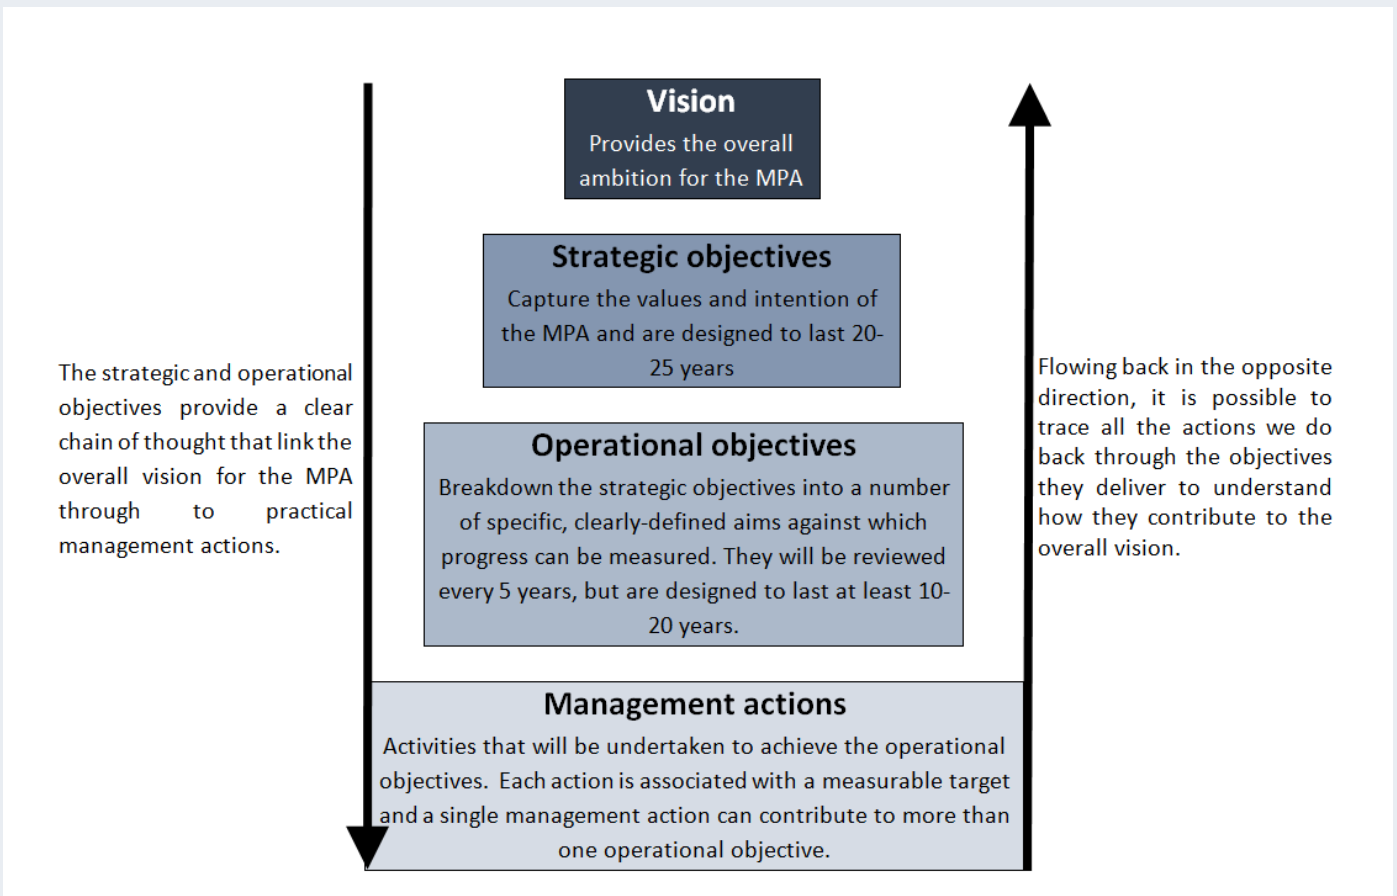 Vision
Provides the overall
ambition for the MPA
Strategic objectives
Capture the values and intention of
the MPA and are designed to last 20-
25 years
The strategic and operational
objectives provide a clear
chain of thought that link the
overall vision for the MPA
through to practical
management actions.
Operational objectives
Breakdown the strategic objectives into a number
of specific, clearly-defined aims against which
progress can be measured. They will be reviewed
every 5 years, but are designed to last at least 10-
20 years.
Flowing back in the opposite
direction, it is possible to
trace all the actions we do
back through the objectives
they deliver to understand
how they contribute to the
overall vision.
Management actions
Activities that will be undertaken to achieve the operational
objectives. Each action is associated with a measurable target
and a single management action can contribute to more than
one operational objective.